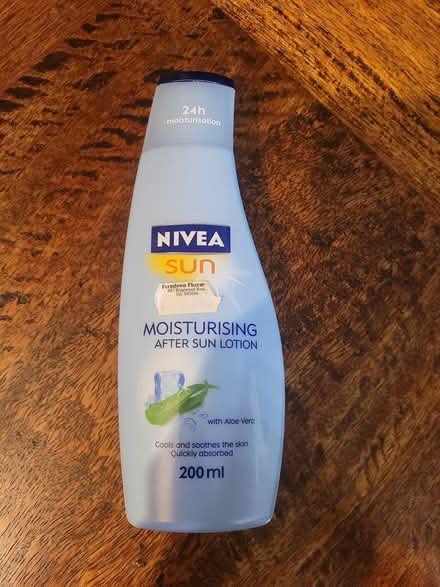 24h
moisturisation
NIVEA
sun
MOISTURISING
AFTER SUN LOTION
with Aloe Vera
Cools and soothes the skin
Quickly absorbed
200 ml